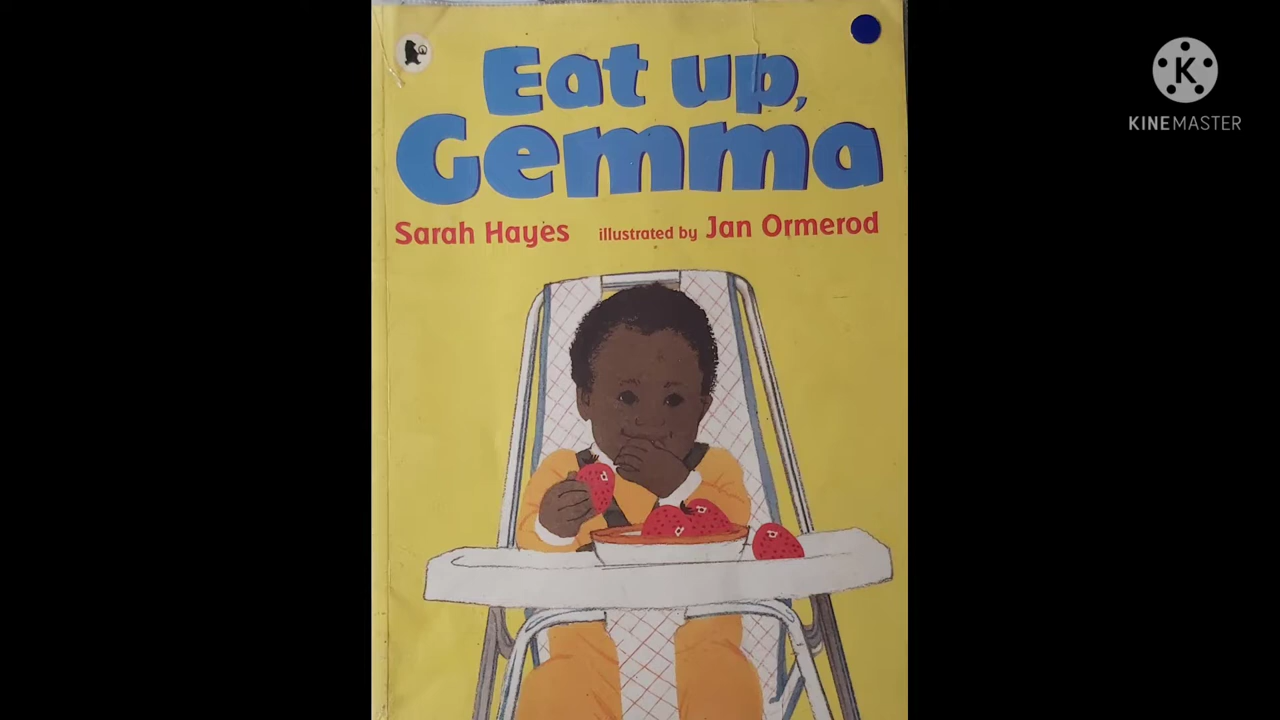 Eat up,
Gemma
Sarah Hayes illustrated by Jan Ormerod
K
KINEMASTER